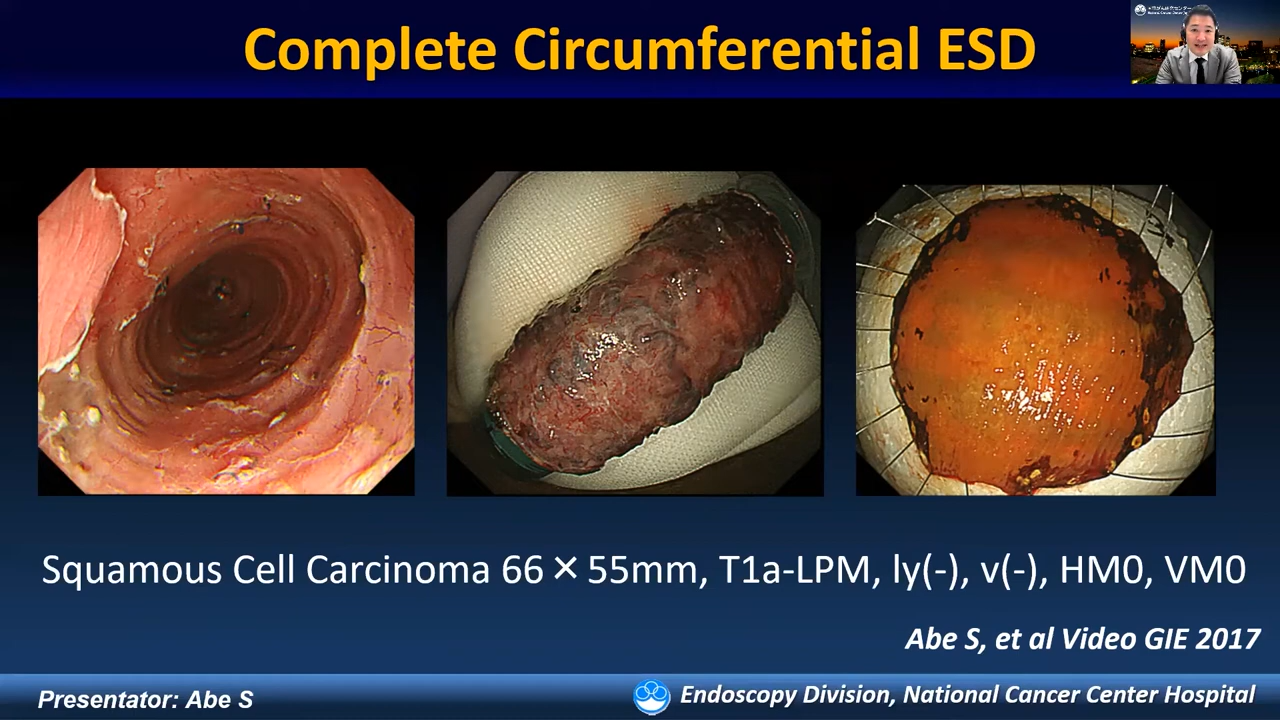 Complete Circumferential ESD
Squamous Cell Carcinoma 66×55mm, T1a-LPM, ly(-), v(-), HM0, VM0
Abe S, et al Video GIE 2017
Presentator: Abe S
Endoscopy Division, National Cancer Center Hospital